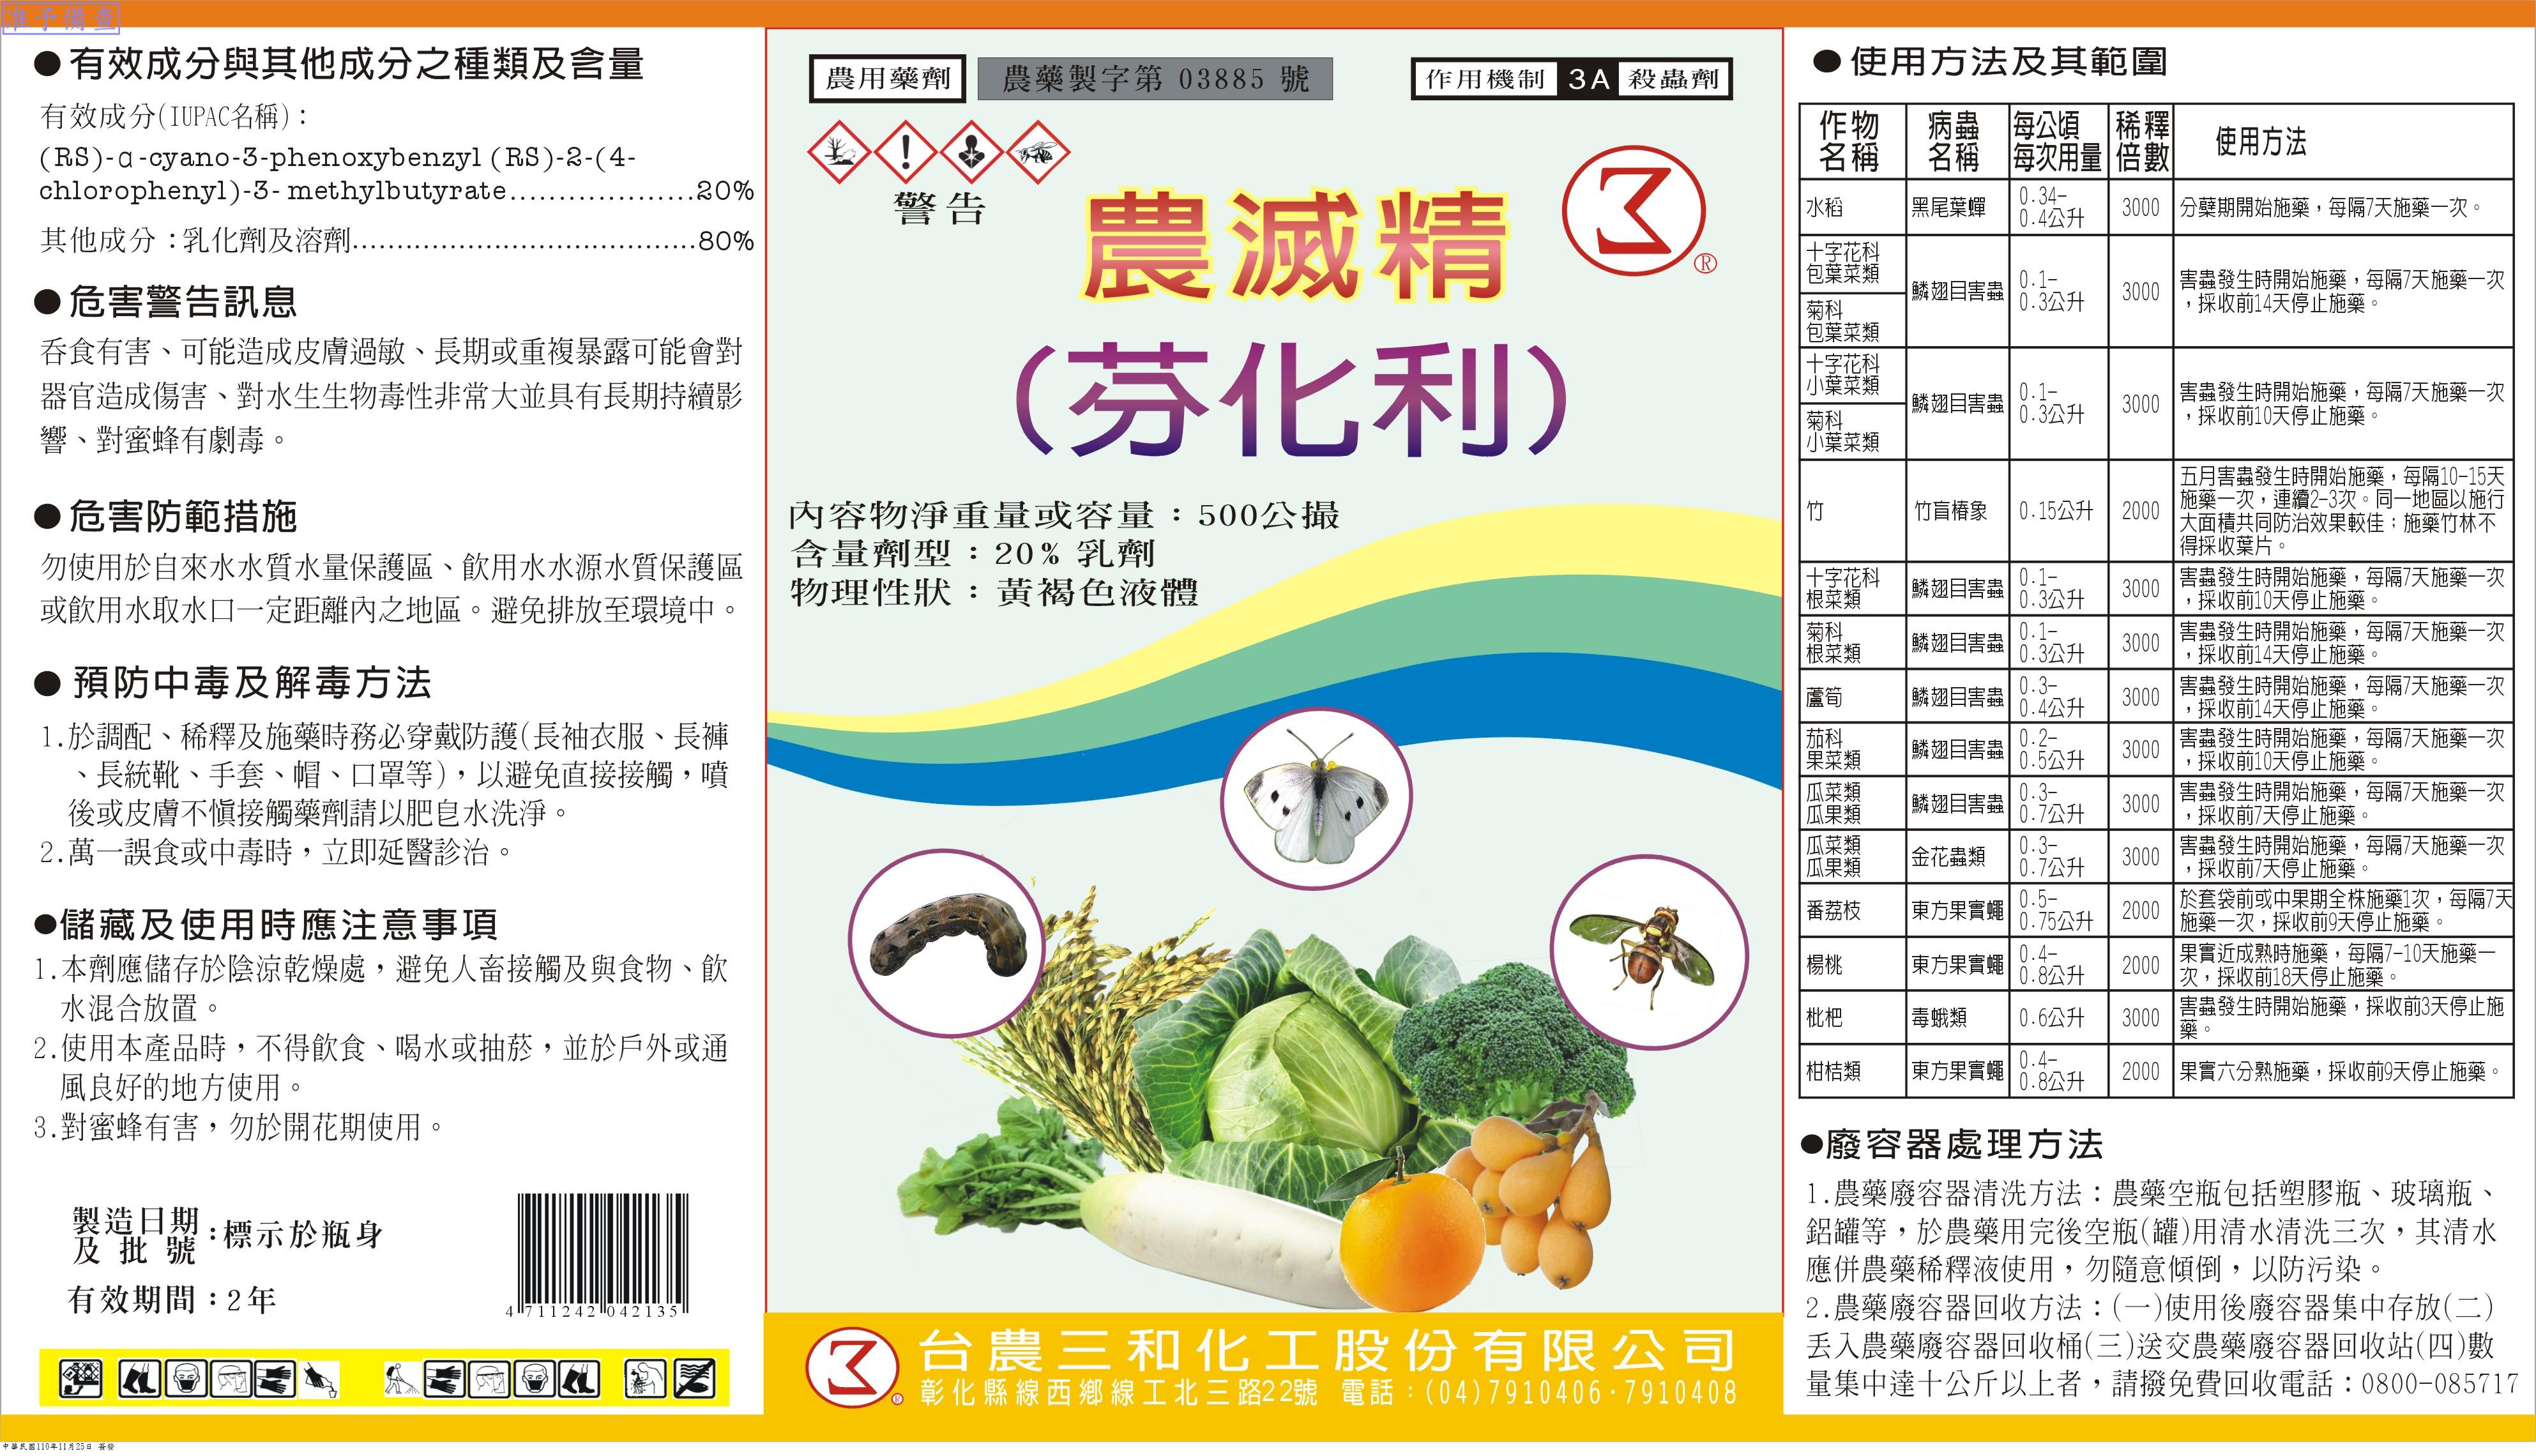 准予備查
●有效成分與其他成分之種類及含量
有效成分(IUPAC名稱)：
(RS)-α-cyano-3-phenoxybenzyl (RS)-2-(4-
chlorophenyl)-3- methylbutyrate...................20%
其他成分：乳化劑及溶劑......................................80%
●危害警告訊息
吞食有害、可能造成皮膚過敏、長期或重複暴露可能會對
器官造成傷害、對水生生物毒性非常大並具有長期持續影
響、對蜜蜂有劇毒。
●危害防範措施
勿使用於自來水水質水量保護區、飲用水水源水質保護區
或飲用水取水口一定距離內之地區。避免排放至環境中。
●預防中毒及解毒方法
1.於調配、稀釋及施藥時務必穿戴防護(長袖衣服、長褲
、長統靴、手套、帽、口罩等)，以避免直接接觸，噴
後或皮膚不慎接觸藥劑請以肥皂水洗淨。
2.萬一誤食或中毒時，立即延醫診治。
●儲藏及使用時應注意事項
1.本劑應儲存於陰涼乾燥處，避免人畜接觸及與食物、飲
水混合放置。
2.使用本產品時，不得飲食、喝水或抽菸，並於戶外或通
風良好的地方使用。
3.對蜜蜂有害，勿於開花期使用。
製造日期
及批號：標示於瓶身
有效期間：2年
4 711242 042135
中華民國110年11月25日 簽發
農用藥劑 農藥製字第 03885 號 作用機制 3A 殺蟲劑
警告
農滅精
®
(芬化利)
內容物淨重量或容量：500公撮
含量劑型：20% 乳劑
物理性狀：黃褐色液體
® 台農三和化工股份有限公司
彰化縣線西鄉線工北三路22號 電話：(04)7910406·7910408
●使用方法及其範圍
作物名稱 病蟲名稱 每公頃每次用量 稀釋倍數 使用方法
水稻 黑尾葉蟬 0.34-0.4公升 3000 分蘗期開始施藥，每隔7天施藥一次。
十字花科包葉菜類 菊科包葉菜類 鱗翅目害蟲 0.1-0.3公升 3000 害蟲發生時開始施藥，每隔7天施藥一次，採收前14天停止施藥。
十字花科小葉菜類 菊科小葉菜類 鱗翅目害蟲 0.1-0.3公升 3000 害蟲發生時開始施藥，每隔7天施藥一次，採收前10天停止施藥。
竹 竹盲椿象 0.15公升 2000 五月害蟲發生時開始施藥，每隔10-15天施藥一次，連續2-3次。同一地區以施行大面積共同防治效果較佳；施藥竹林不得採收葉片。
十字花科根菜類 鱗翅目害蟲 0.1-0.3公升 3000 害蟲發生時開始施藥，每隔7天施藥一次，採收前10天停止施藥。
菊科根菜類 鱗翅目害蟲 0.1-0.3公升 3000 害蟲發生時開始施藥，每隔7天施藥一次，採收前14天停止施藥。
蘆筍 鱗翅目害蟲 0.3-0.4公升 3000 害蟲發生時開始施藥，每隔7天施藥一次，採收前14天停止施藥。
茄科果菜類 鱗翅目害蟲 0.2-0.5公升 3000 害蟲發生時開始施藥，每隔7天施藥一次，採收前10天停止施藥。
瓜菜類瓜果類 鱗翅目害蟲 0.3-0.7公升 3000 害蟲發生時開始施藥，每隔7天施藥一次，採收前7天停止施藥。
瓜菜類瓜果類 金花蟲類 0.3-0.7公升 3000 害蟲發生時開始施藥，每隔7天施藥一次，採收前7天停止施藥。
番荔枝 東方果實蠅 0.5-0.75公升 2000 於套袋前或中果期全株施藥1次，每隔7天施藥一次，採收前9天停止施藥。
楊桃 東方果實蠅 0.4-0.8公升 2000 果實近成熟時施藥，每隔7-10天施藥一次，採收前18天停止施藥。
枇杷 毒蛾類 0.6公升 3000 害蟲發生時開始施藥，採收前3天停止施藥。
柑桔類 東方果實蠅 0.4-0.8公升 2000 果實六分熟施藥，採收前9天停止施藥。
●廢容器處理方法
1.農藥廢容器清洗方法：農藥空瓶包括塑膠瓶、玻璃瓶、
鋁罐等，於農藥用完後空瓶(罐)用清水清洗三次，其清水
應併農藥稀釋液使用，勿隨意傾倒，以防污染。
2.農藥廢容器回收方法：(一)使用後廢容器集中存放(二)
丟入農藥廢容器回收桶(三)送交農藥廢容器回收站(四)數
量集中達十公斤以上者，請撥免費回收電話：0800-085717